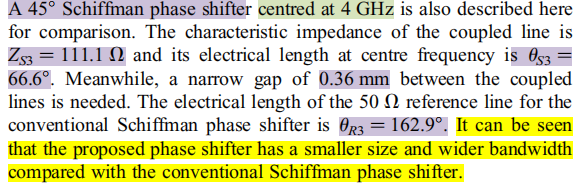 A 45° Schiffman phase shifter centred at 4 GHz is also described here
for comparison. The characteristic impedance of the coupled line is
Z_S3 = 111.1 Ω and its electrical length at centre frequency is θ_S3 =
66.6°. Meanwhile, a narrow gap of 0.36 mm between the coupled
lines is needed. The electrical length of the 50 Ω reference line for the
conventional Schiffman phase shifter is θ_R3 = 162.9°. It can be seen
that the proposed phase shifter has a smaller size and wider bandwidth
compared with the conventional Schiffman phase shifter.